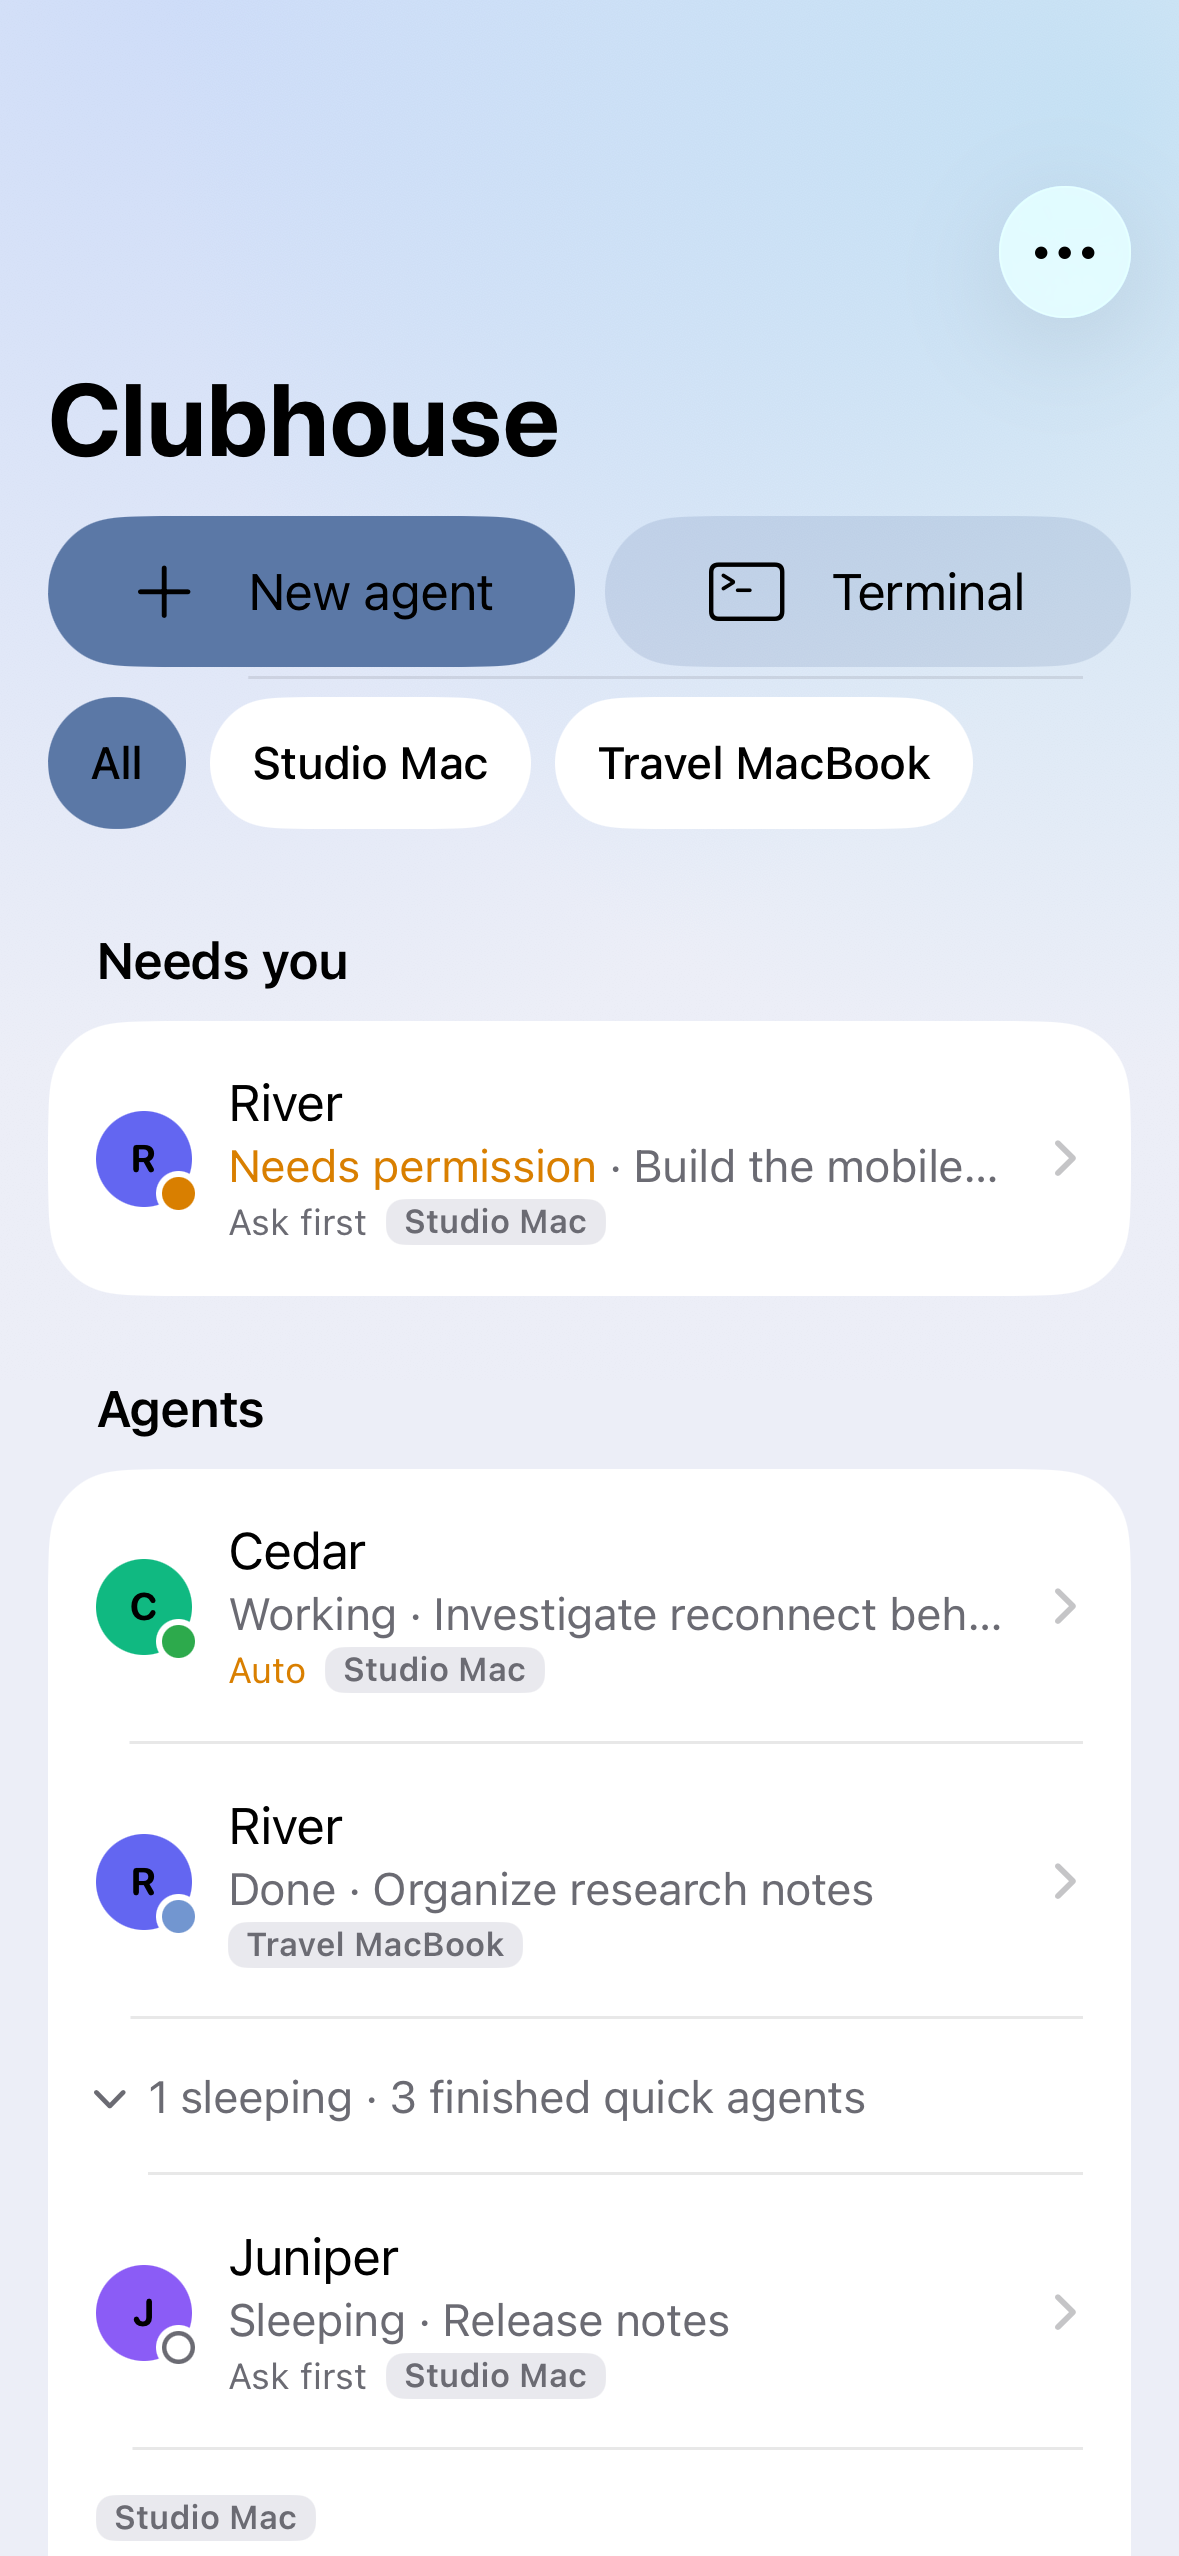 Clubhouse
New agent
Terminal
All
Studio Mac
Travel MacBook
Needs you
R
River
Needs permission · Build the mobile...
Ask first Studio Mac
Agents
C
Cedar
Working · Investigate reconnect beh...
Auto Studio Mac
R
River
Done · Organize research notes
Travel MacBook
1 sleeping · 3 finished quick agents
J
Juniper
Sleeping · Release notes
Ask first Studio Mac
Studio Mac